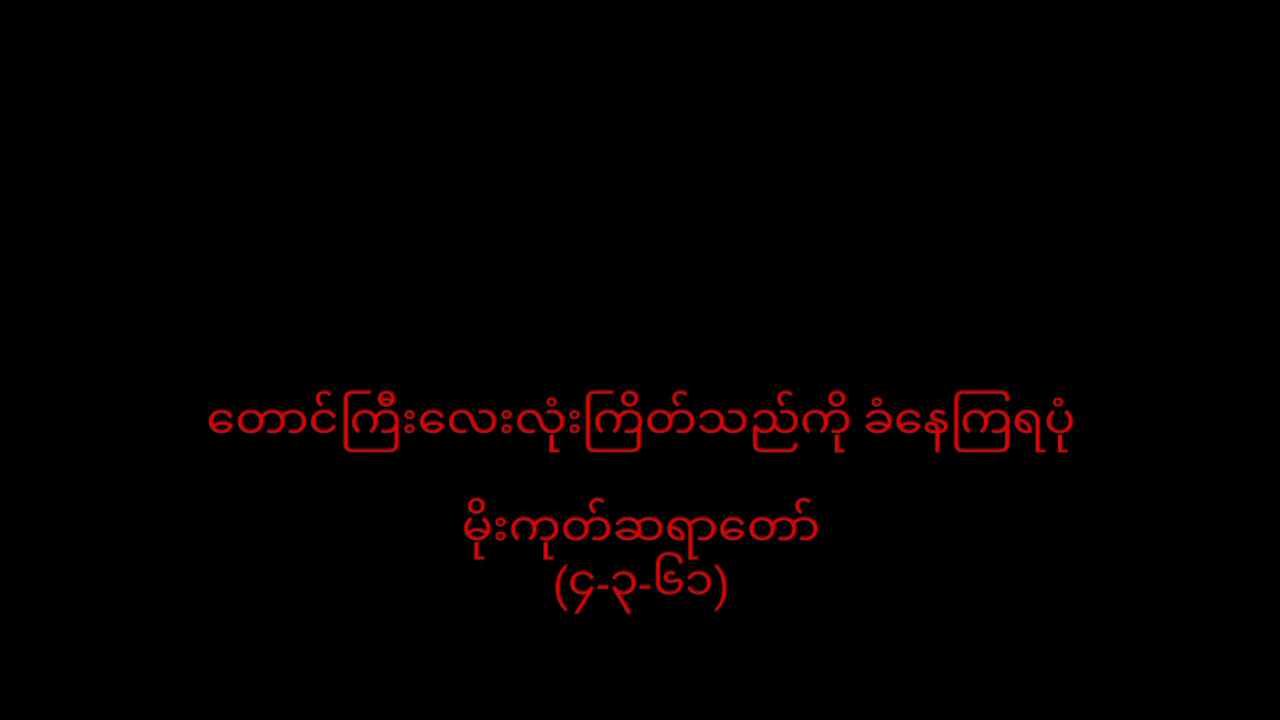 တောင်ကြီးလေးလုံးကြိတ်သည်ကို ခံနေကြရပုံ
မိုးကုတ်ဆရာတော်
(၄-၃-၆၁)